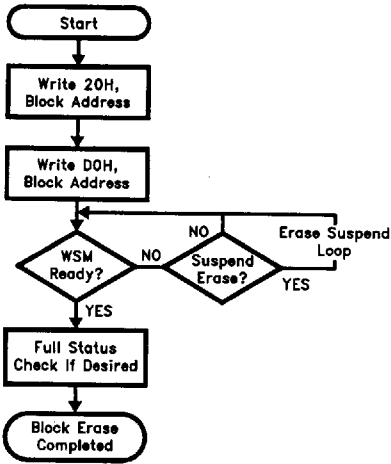 Start
Write 20H,
Block Address
Write D0H,
Block Address
WSM
Ready?
NO
YES
NO
Suspend
Erase?
YES
Erase Suspend
Loop
Full Status
Check If Desired
Block Erase
Completed